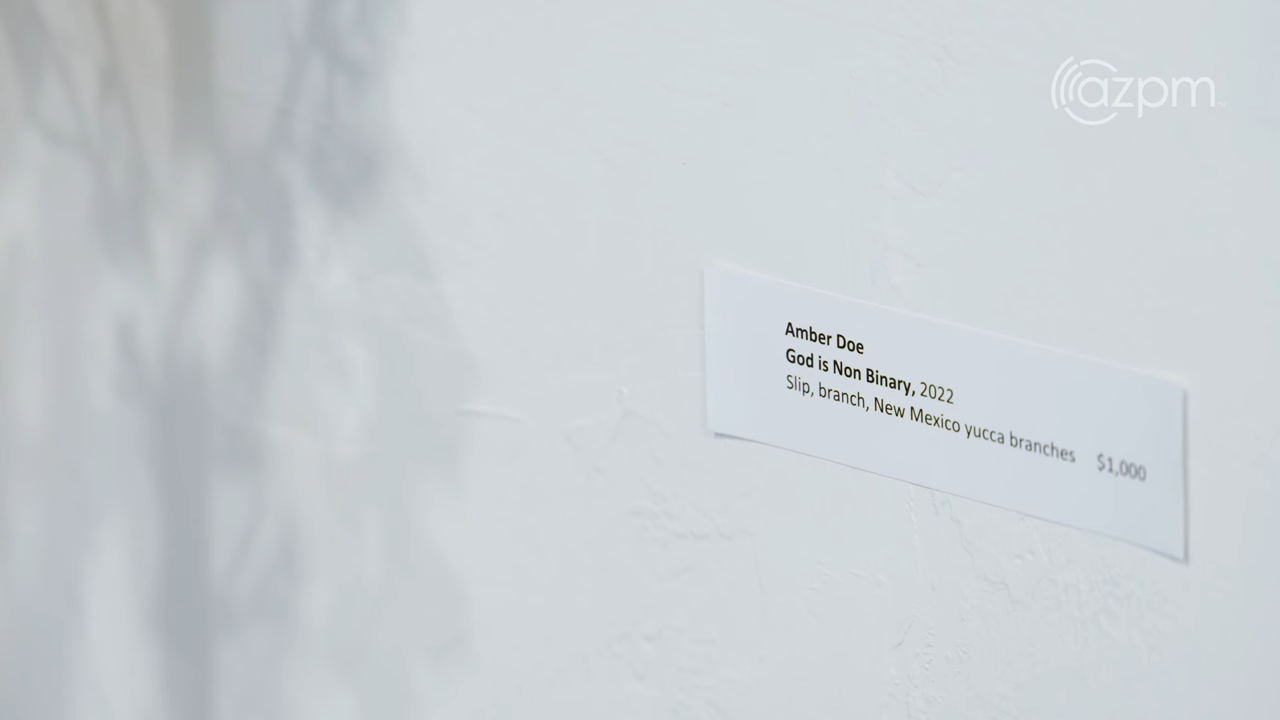 azpm
Amber Doe
God is Non Binary, 2022
Slip, branch, New Mexico yucca branches $1,000